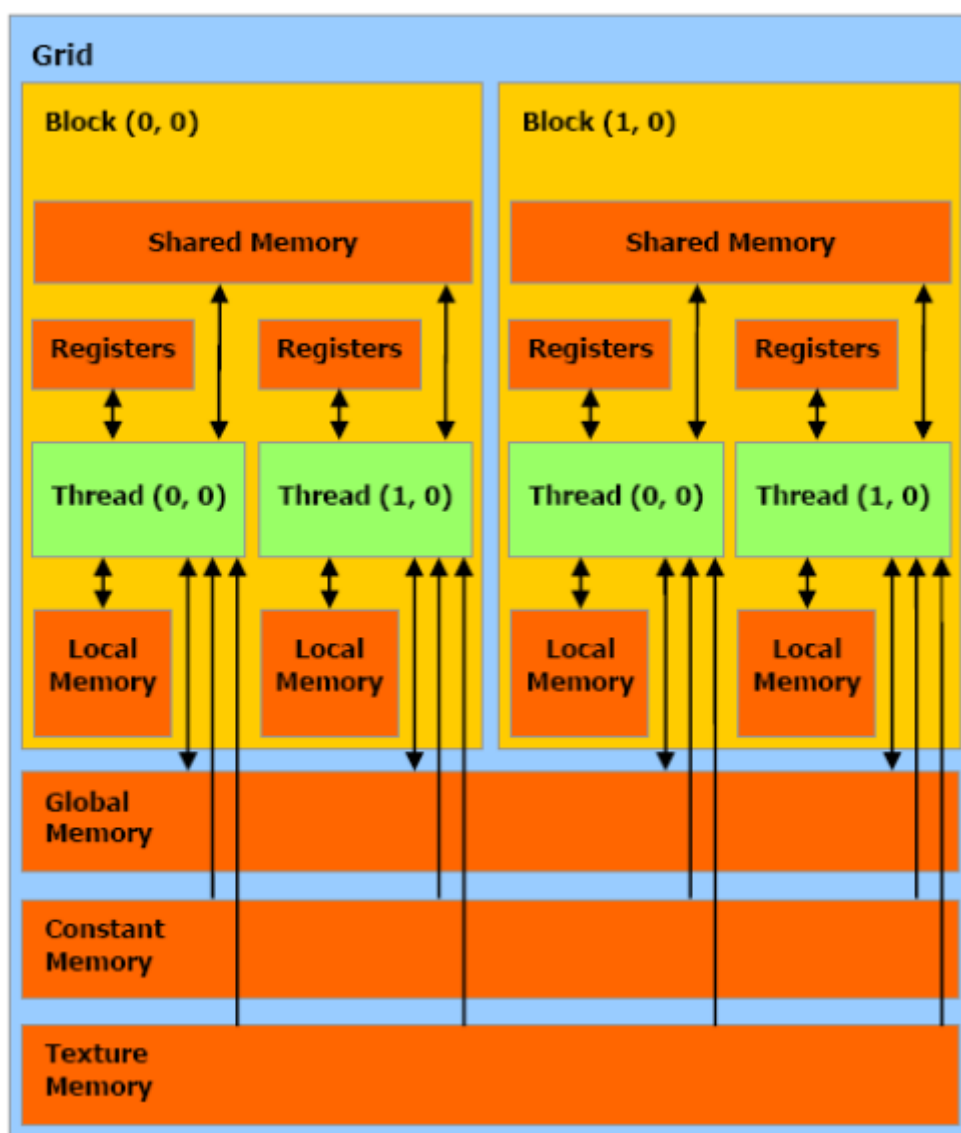 Grid
Block (0, 0)
Block (1, 0)
Shared Memory
Shared Memory
Registers
Registers
Registers
Registers
Thread (0, 0)
Thread (1, 0)
Thread (0, 0)
Thread (1, 0)
Local
Memory
Local
Memory
Local
Memory
Local
Memory
Global
Memory
Constant
Memory
Texture
Memory